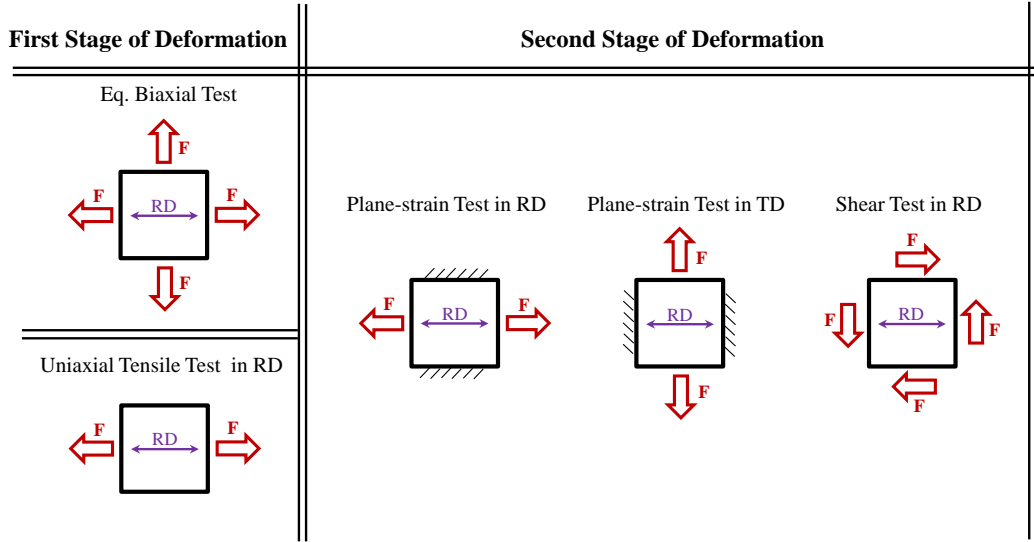 First Stage of Deformation
Second Stage of Deformation
Eq. Biaxial Test
F
F
RD
F
F
Uniaxial Tensile Test in RD
F
RD
F
Plane-strain Test in RD
F
RD
F
Plane-strain Test in TD
F
RD
F
Shear Test in RD
F
F
RD
F
F